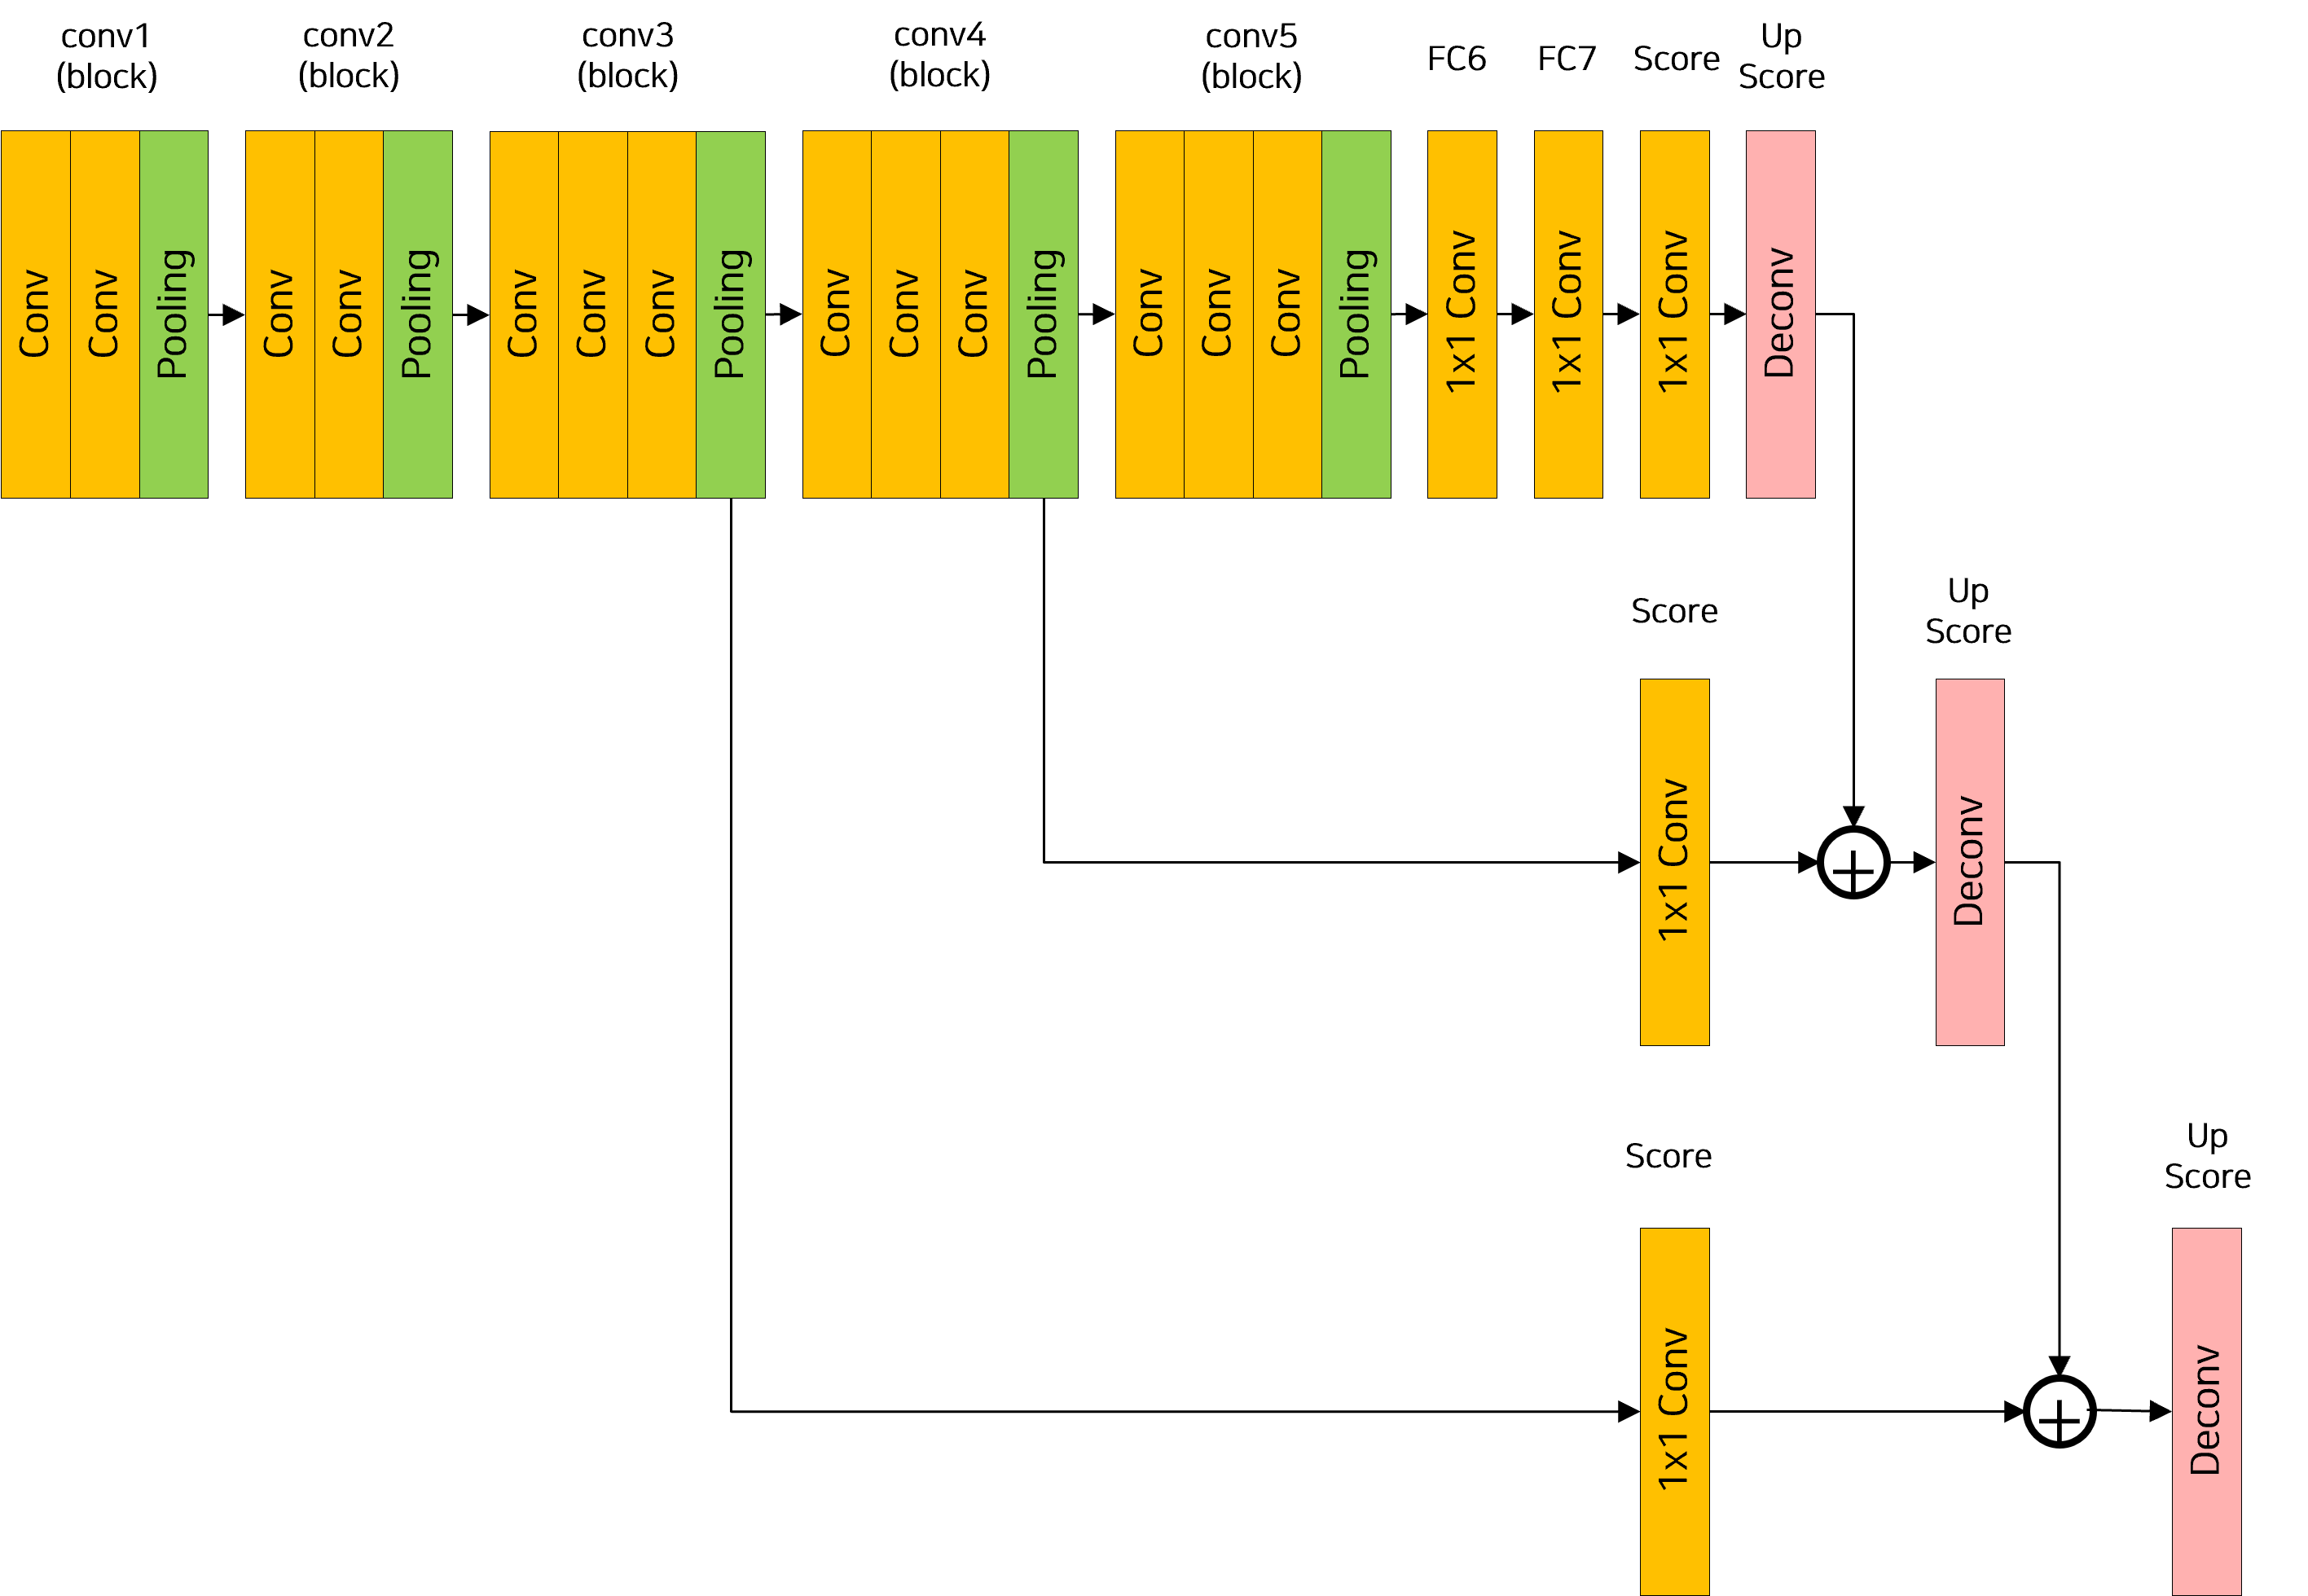 conv1
(block)
conv2
(block)
conv3
(block)
conv4
(block)
conv5
(block)
FC6
FC7
Score
Up
Score
Conv
Conv
Pooling
Conv
Conv
Pooling
Conv
Conv
Conv
Pooling
Conv
Conv
Conv
Pooling
Conv
Conv
Conv
Pooling
1x1 Conv
1x1 Conv
1x1 Conv
Deconv
Score
Up
Score
1x1 Conv
Deconv
Score
Up
Score
1x1 Conv
Deconv